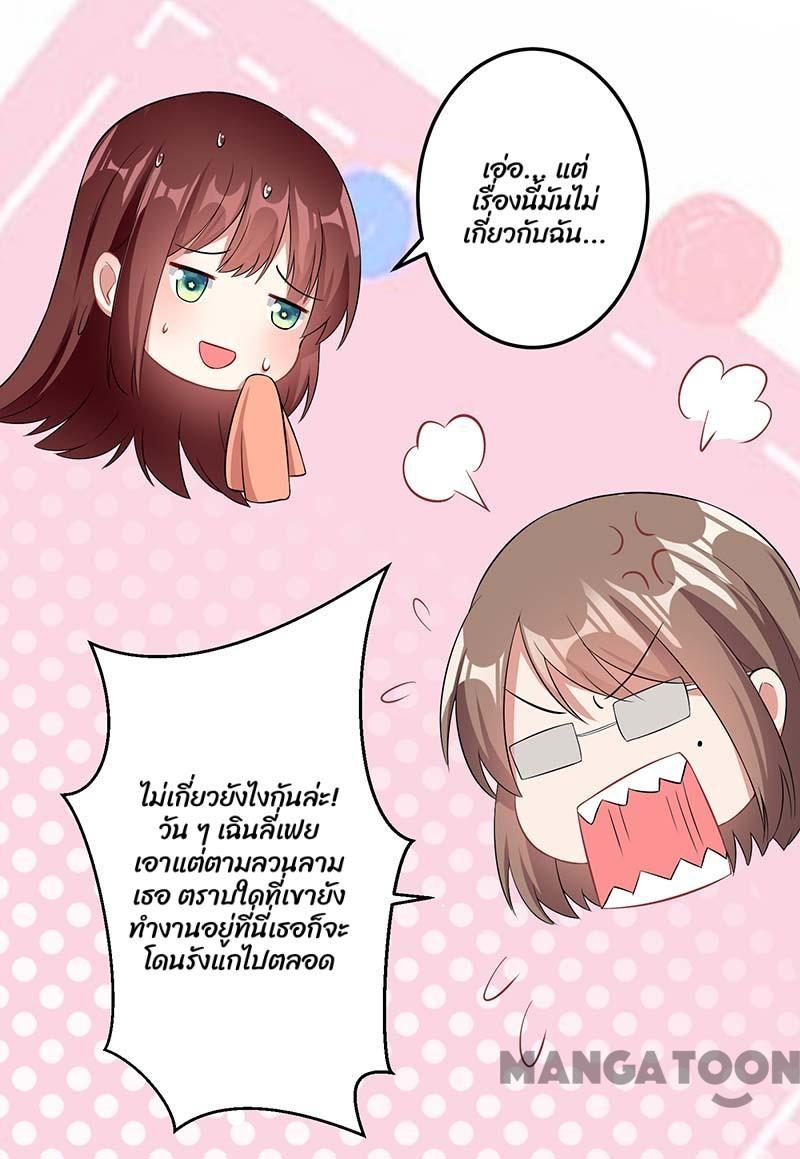 เอ่อ... แต่
เรื่องนี้มันไม่
เกี่ยวกับฉัน...
ไม่เกี่ยวยังไงกันล่ะ!
วัน ๆ เฉินลี่เฟย
เอาแต่ตามลวนลาม
เธอ ตราบใดที่เขายัง
ทำงานอยู่ที่นี่เธอก็จะ
โดนรังแกไปตลอด
MANGATOON